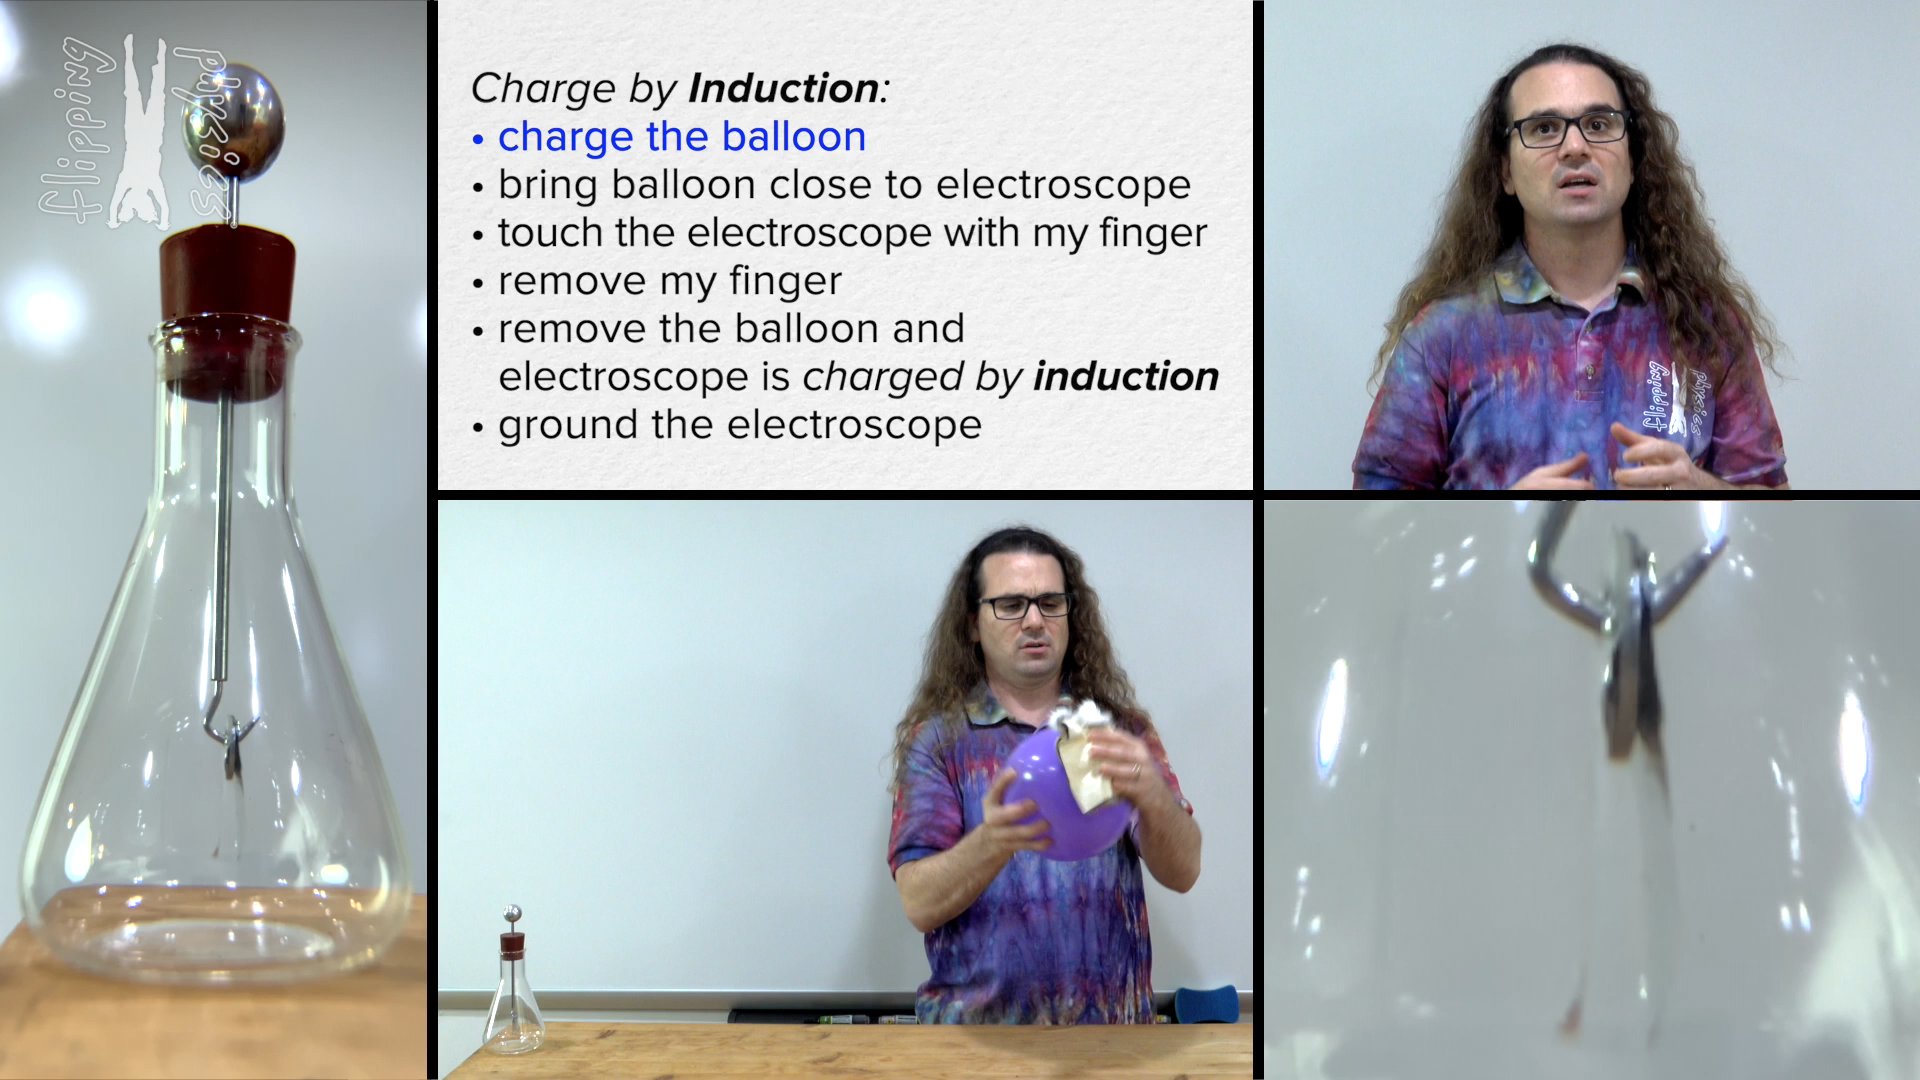 flipping
physics
Charge by Induction:
• charge the balloon
• bring balloon close to electroscope
• touch the electroscope with my finger
• remove my finger
• remove the balloon and
electroscope is charged by induction
• ground the electroscope
flipping
physics